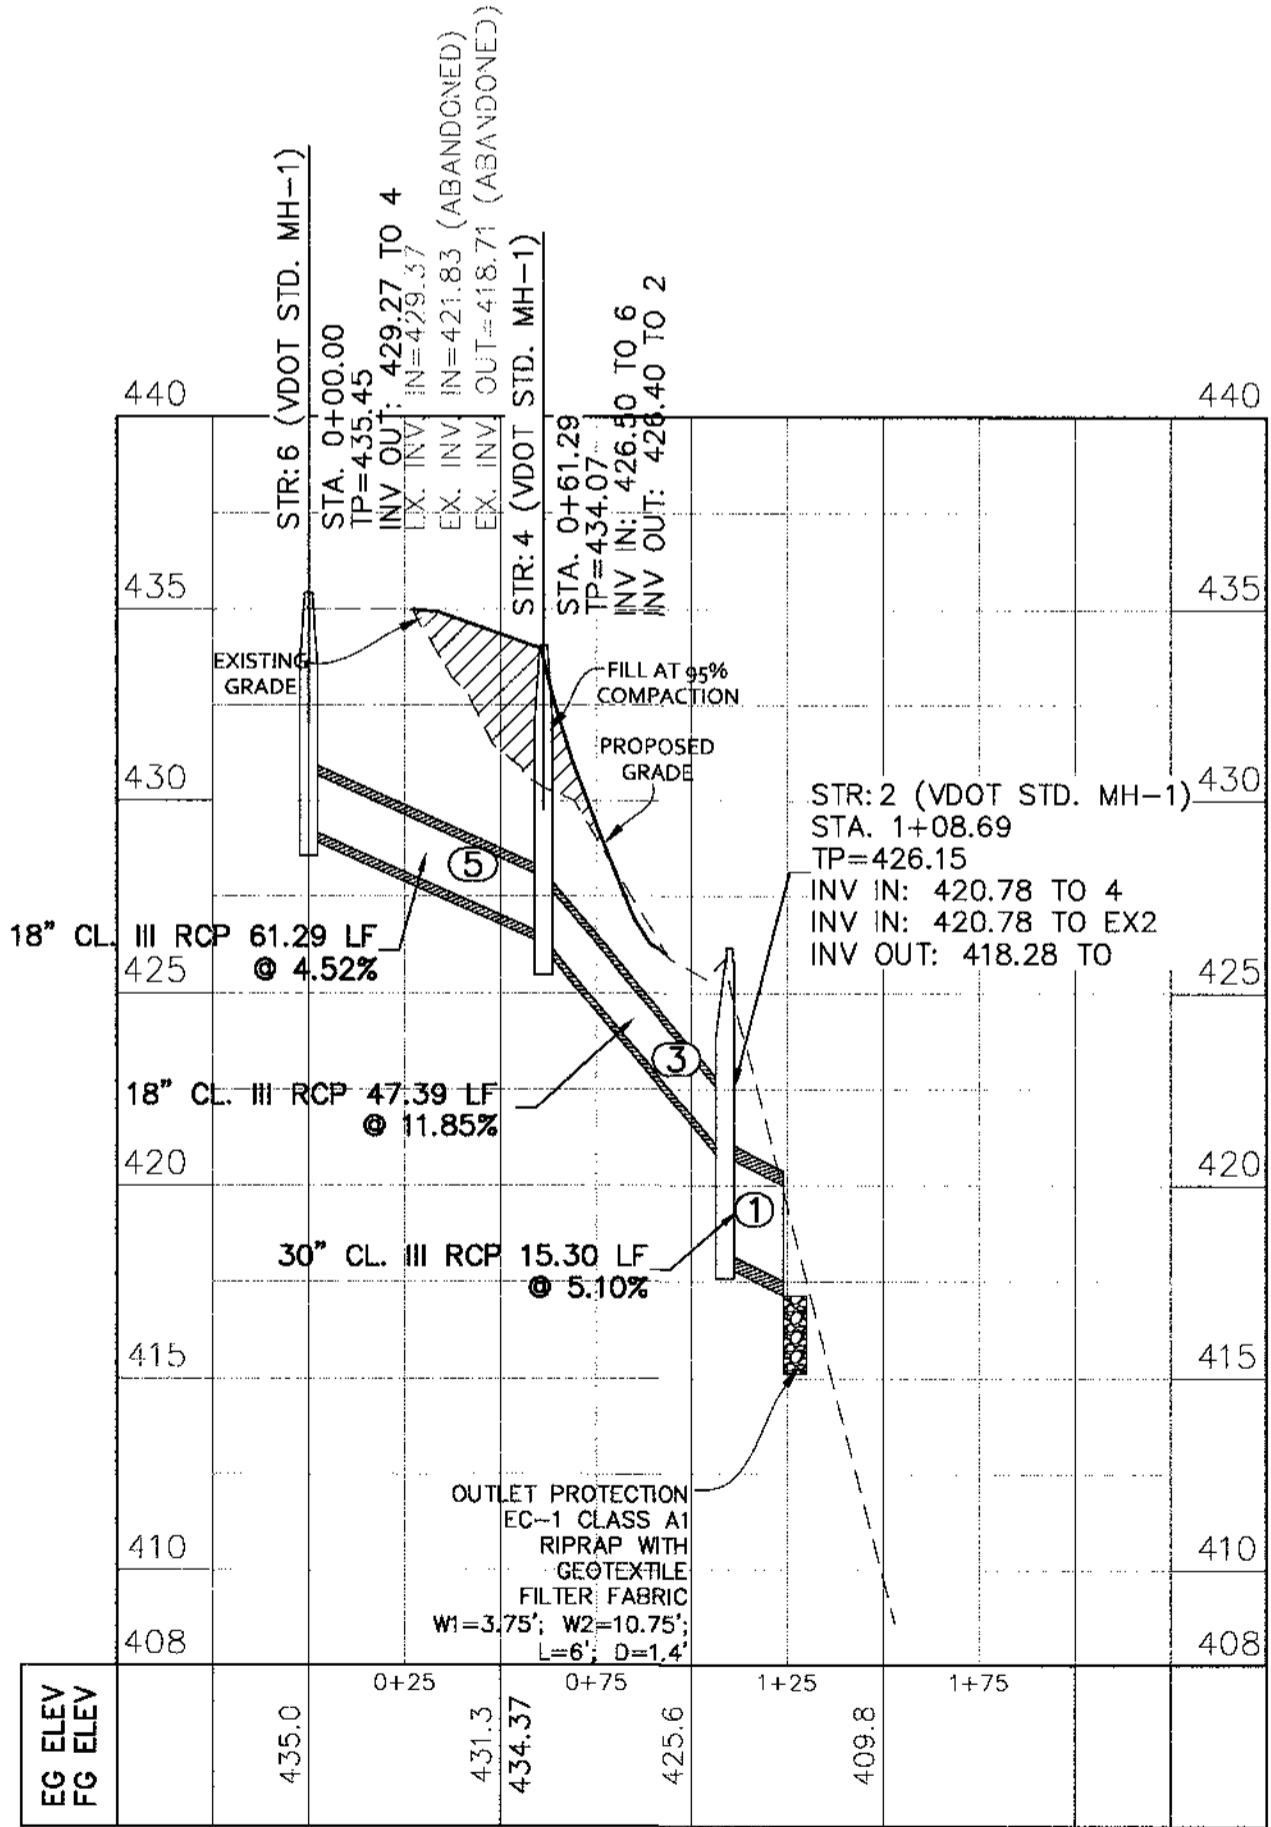 STR: 6 (VDOT STD. MH-1)
STA. 0+00.00
TP=435.45
INV OUT: 429.27 TO 4
EX. INV. IN=429.37
EX. INV. IN=421.83 (ABANDONED)
EX. INV. OUT=418.71 (ABANDONED)
STR: 4 (VDOT STD. MH-1)
STA. 0+61.29
TP=434.07
INV IN: 426.50 TO 6
INV OUT: 426.40 TO 2
440
440
435
435
EXISTING
GRADE
FILL AT 95%
COMPACTION
PROPOSED
GRADE
430
430
STR: 2 (VDOT STD. MH-1)
STA. 1+08.69
TP=426.15
INV IN: 420.78 TO 4
INV IN: 420.78 TO EX2
INV OUT: 418.28 TO
5
18" CL. III RCP 61.29 LF
@ 4.52%
425
425
3
18" CL. III RCP 47.39 LF
@ 11.85%
420
420
1
30" CL. III RCP 15.30 LF
@ 5.10%
415
415
OUTLET PROTECTION
EC-1 CLASS A1
RIPRAP WITH
GEOTEXTILE
FILTER FABRIC
W1=3.75'; W2=10.75';
L=6'; D=1.4'
410
410
408
408
0+25
0+75
1+25
1+75
EG ELEV
FG ELEV
435.0
431.3
434.37
425.6
409.8